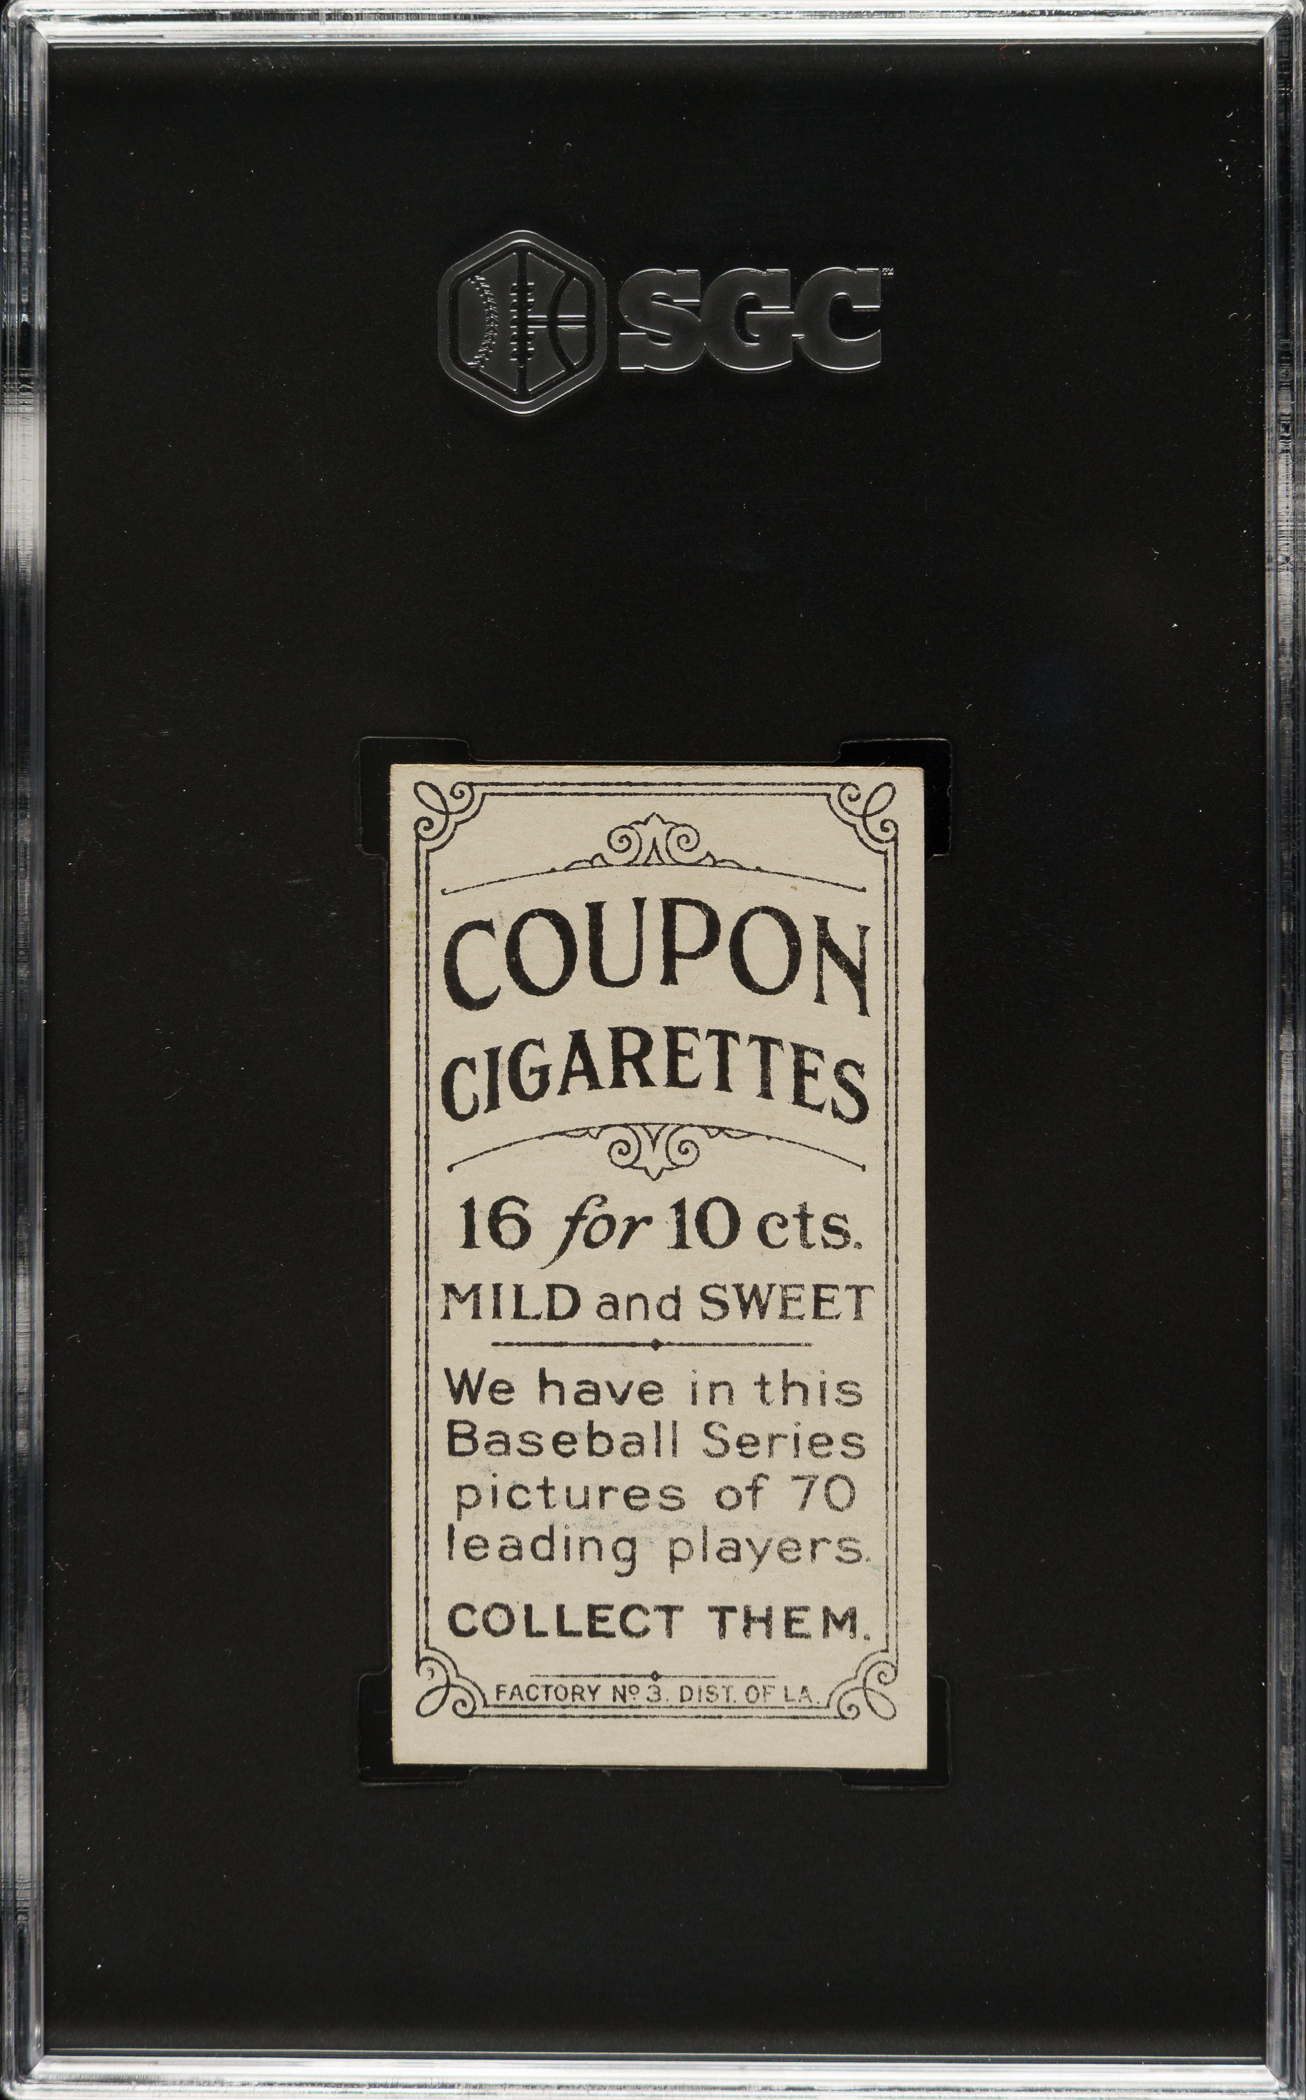 SGC™
COUPON
CIGARETTES
16 for 10 cts.
MILD and SWEET
We have in this
Baseball Series
pictures of 70
leading players.
COLLECT THEM.
FACTORY Nº 3. DIST. OF LA.